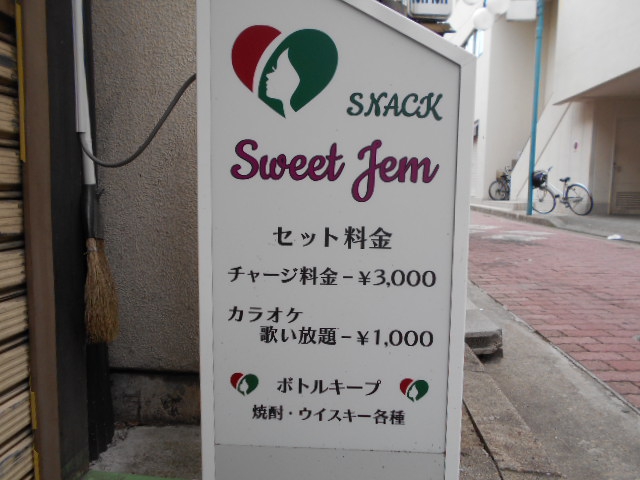 SNACK
Sweet Jem
セット料金
チャージ料金－¥3,000
カラオケ
歌い放題－¥1,000
ボトルキープ
焼酎・ウイスキー各種